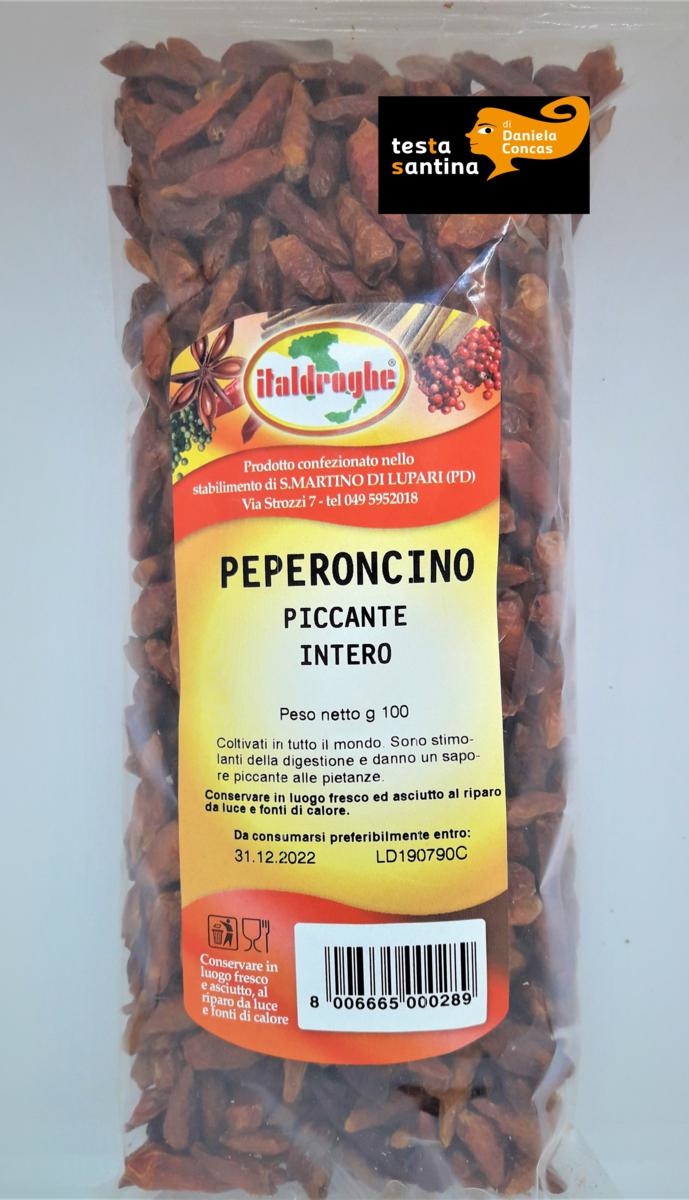 testa
santina
di
Daniela
Concas
italdroghe®
Prodotto confezionato nello
stabilimento di S.MARTINO DI LUPARI (PD)
Via Strozzi 7 - tel 049 5952018
PEPERONCINO
PICCANTE
INTERO
Peso netto g 100
Coltivati in tutto il mondo. Sono stimo-
lanti della digestione e danno un sapo-
re piccante alle pietanze.
Conservare in luogo fresco ed asciutto al riparo
da luce e fonti di calore.
Da consumarsi preferibilmente entro:
31.12.2022 LD190790C
Conservare in
luogo fresco
e asciutto, al
riparo da luce
e fonti di calore
8 006665 000289